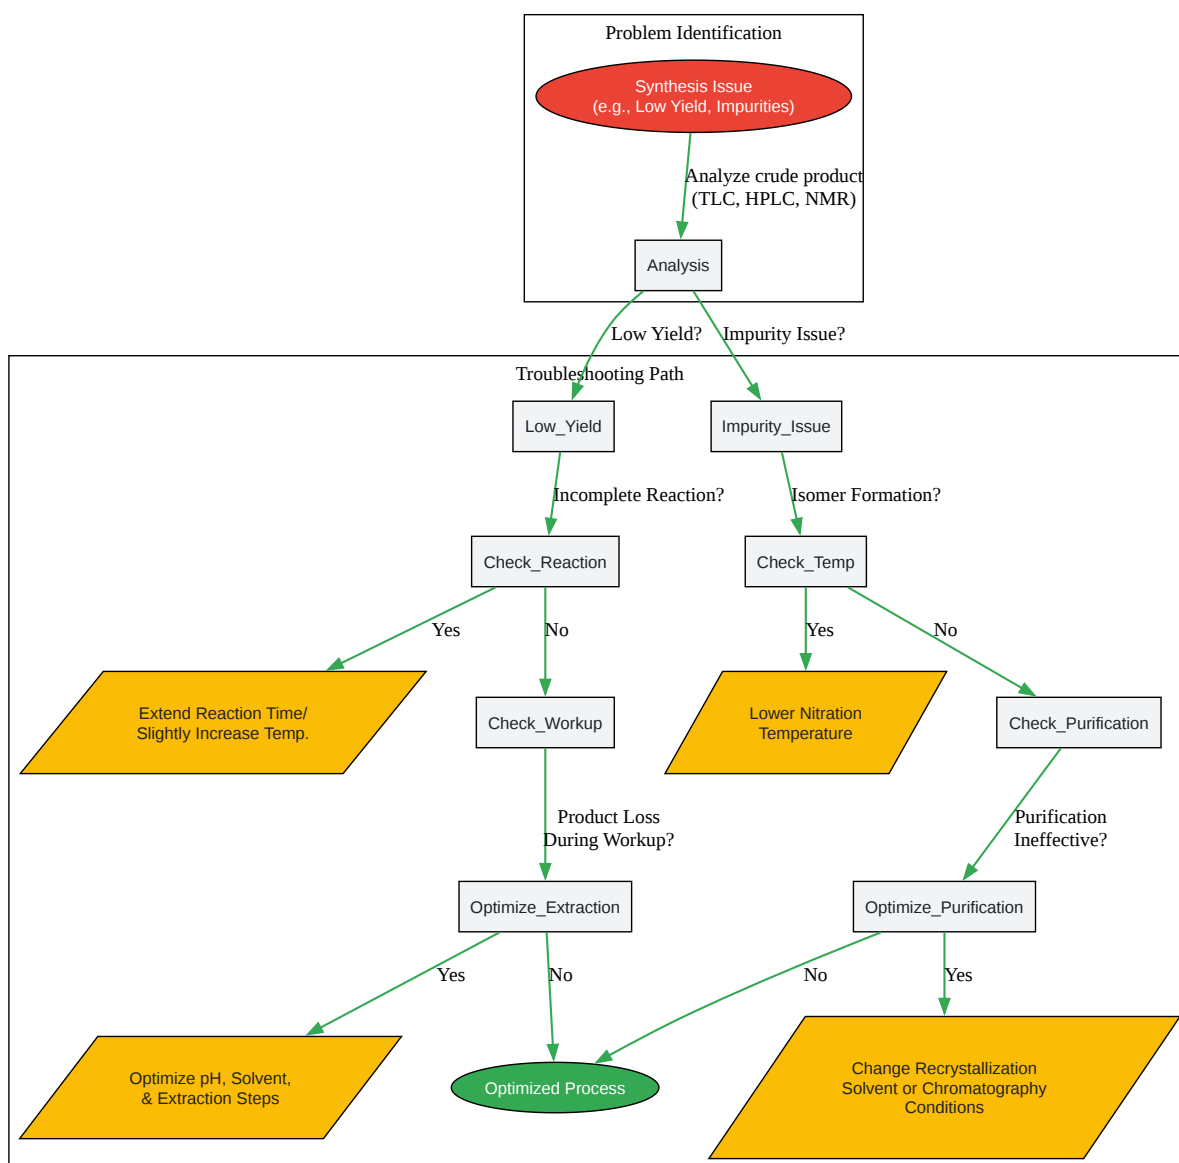 Problem Identification
Synthesis Issue
(e.g., Low Yield, Impurities)
Analyze crude product
(TLC, HPLC, NMR)
Analysis
Low Yield?
Impurity Issue?
Troubleshooting Path
Low_Yield
Impurity_Issue
Incomplete Reaction?
Isomer Formation?
Check_Reaction
Check_Temp
Yes
No
Yes
No
Extend Reaction Time/
Slightly Increase Temp.
Check_Workup
Lower Nitration
Temperature
Check_Purification
Product Loss
During Workup?
Purification
Ineffective?
Optimize_Extraction
Optimize_Purification
Yes
No
No
Yes
Optimize pH, Solvent,
& Extraction Steps
Optimized Process
Change Recrystallization
Solvent or Chromatography
Conditions